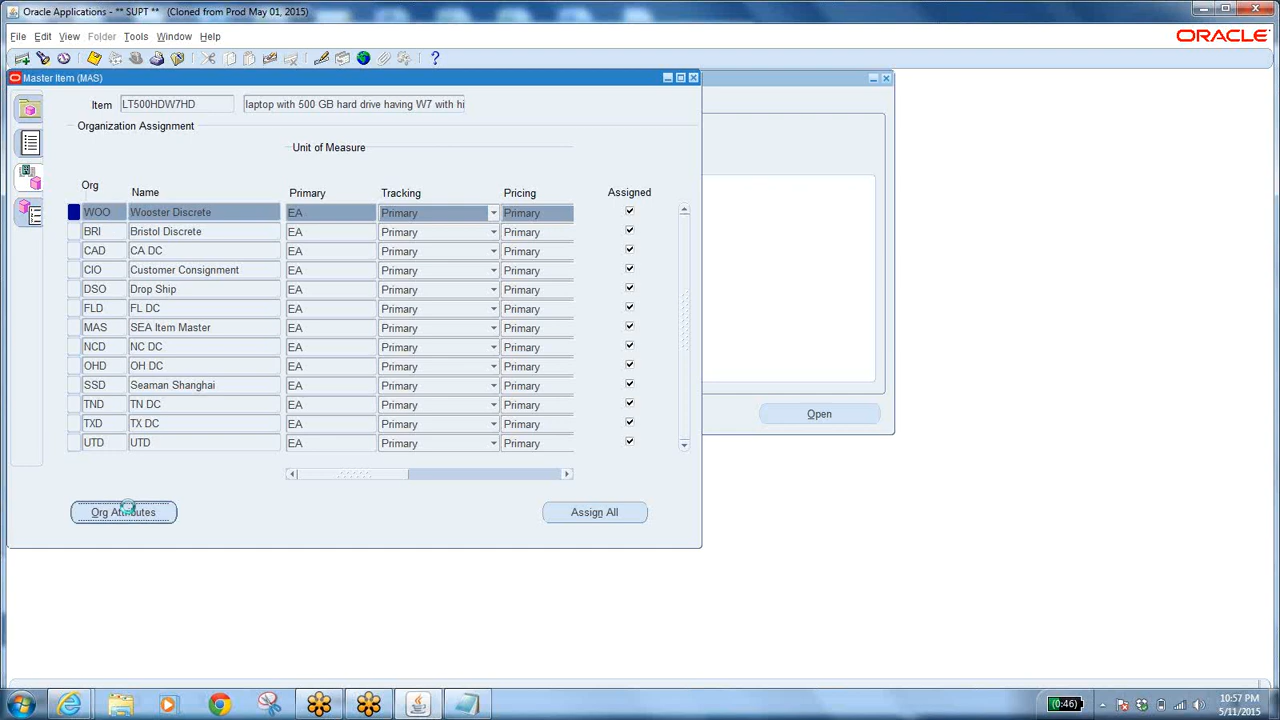 Oracle Applications - ** SUPT ** (Cloned from Prod May 01, 2015)
File Edit View Folder Tools Window Help
ORACLE
Master Item (MAS)
Item LT500HDW7HD laptop with 500 GB hard drive having W7 with hi
Organization Assignment
Unit of Measure
Org Name Primary Tracking Pricing Assigned
WOO Wooster Discrete EA Primary Primary
BRI Bristol Discrete EA Primary Primary
CAD CA DC EA Primary Primary
CIO Customer Consignment EA Primary Primary
DSO Drop Ship EA Primary Primary
FLD FL DC EA Primary Primary
MAS SEA Item Master EA Primary Primary
NCD NC DC EA Primary Primary
OHD OH DC EA Primary Primary
SSD Seaman Shanghai EA Primary Primary
TND TN DC EA Primary Primary
TXD TX DC EA Primary Primary
UTD UTD EA Primary Primary
Open
Org Attributes Assign All
(0:46) 10:57 PM
5/11/2015